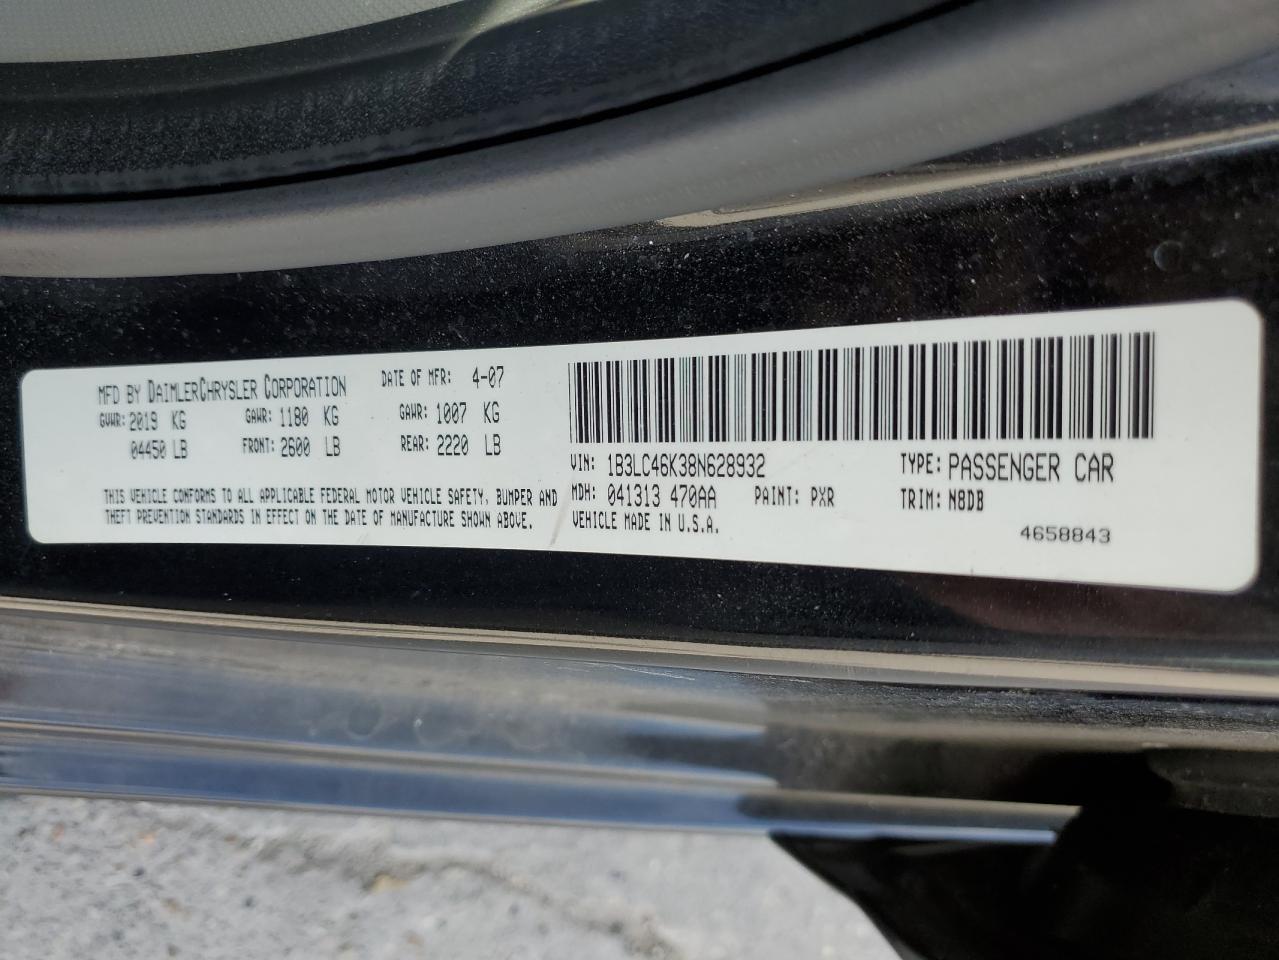 MFD BY DAIMLERCHRYSLER CORPORATION DATE OF MFR: 4-07
GVWR: 2019 KG GAWR: 1180 KG GAWR: 1007 KG
04450 LB FRONT: 2600 LB REAR: 2220 LB
THIS VEHICLE CONFORMS TO ALL APPLICABLE FEDERAL MOTOR VEHICLE SAFETY, BUMPER AND
THEFT PREVENTION STANDARDS IN EFFECT ON THE DATE OF MANUFACTURE SHOWN ABOVE.
VIN: 1B3LC46K38N628932 TYPE: PASSENGER CAR
MDH: 041313 470AA PAINT: PXR TRIM: N8DB
VEHICLE MADE IN U.S.A.
4658843